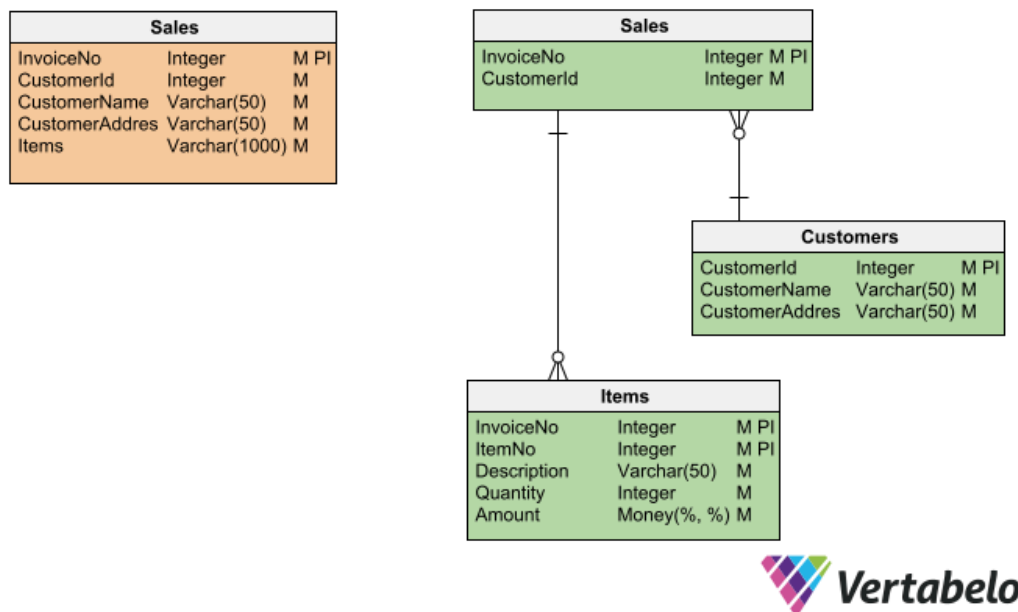 Sales
InvoiceNo Integer M PI
CustomerId Integer M
CustomerName Varchar(50) M
CustomerAddres Varchar(50) M
Items Varchar(1000) M
Sales
InvoiceNo Integer M PI
CustomerId Integer M
Customers
CustomerId Integer M PI
CustomerName Varchar(50) M
CustomerAddres Varchar(50) M
Items
InvoiceNo Integer M PI
ItemNo Integer M PI
Description Varchar(50) M
Quantity Integer M
Amount Money(%, %) M
Vertabelo